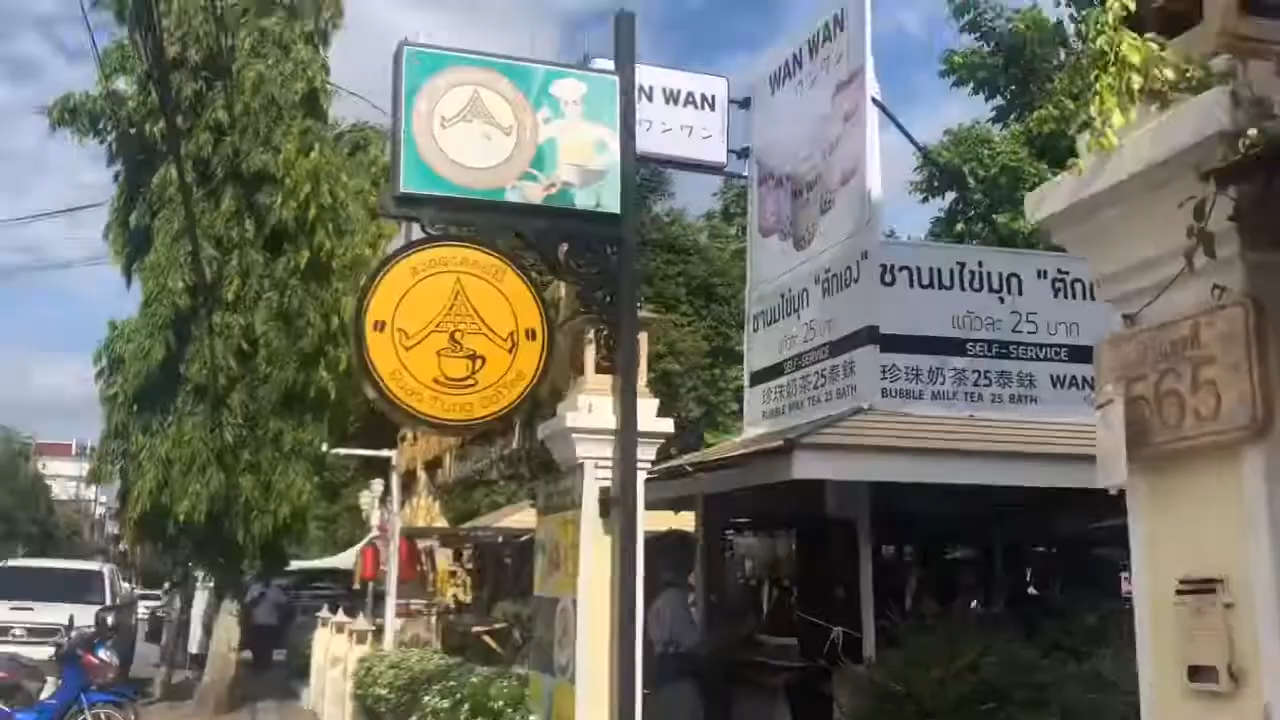 N WAN
ワンワン
WAN WAN
ワンワン
ชานมไข่มุก "ตักเอง"
แก้วละ 25 บาท
SELF-SERVICE
珍珠奶茶25泰銖
BUBBLE MILK TEA 25 BATH
ชานมไข่มุก "ตัก
แก้วละ 25 บาท
SELF-SERVICE
珍珠奶茶25泰銖 WAN
BUBBLE MILK TEA 25 BATH
Tung Coffee
565